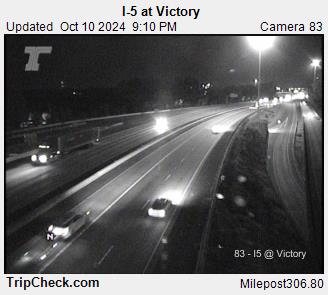 I-5 at Victory
Updated Oct 10 2024 9:10 PM Camera 83
T
N
83 - I5 @ Victory
TripCheck.com Milepost306.80